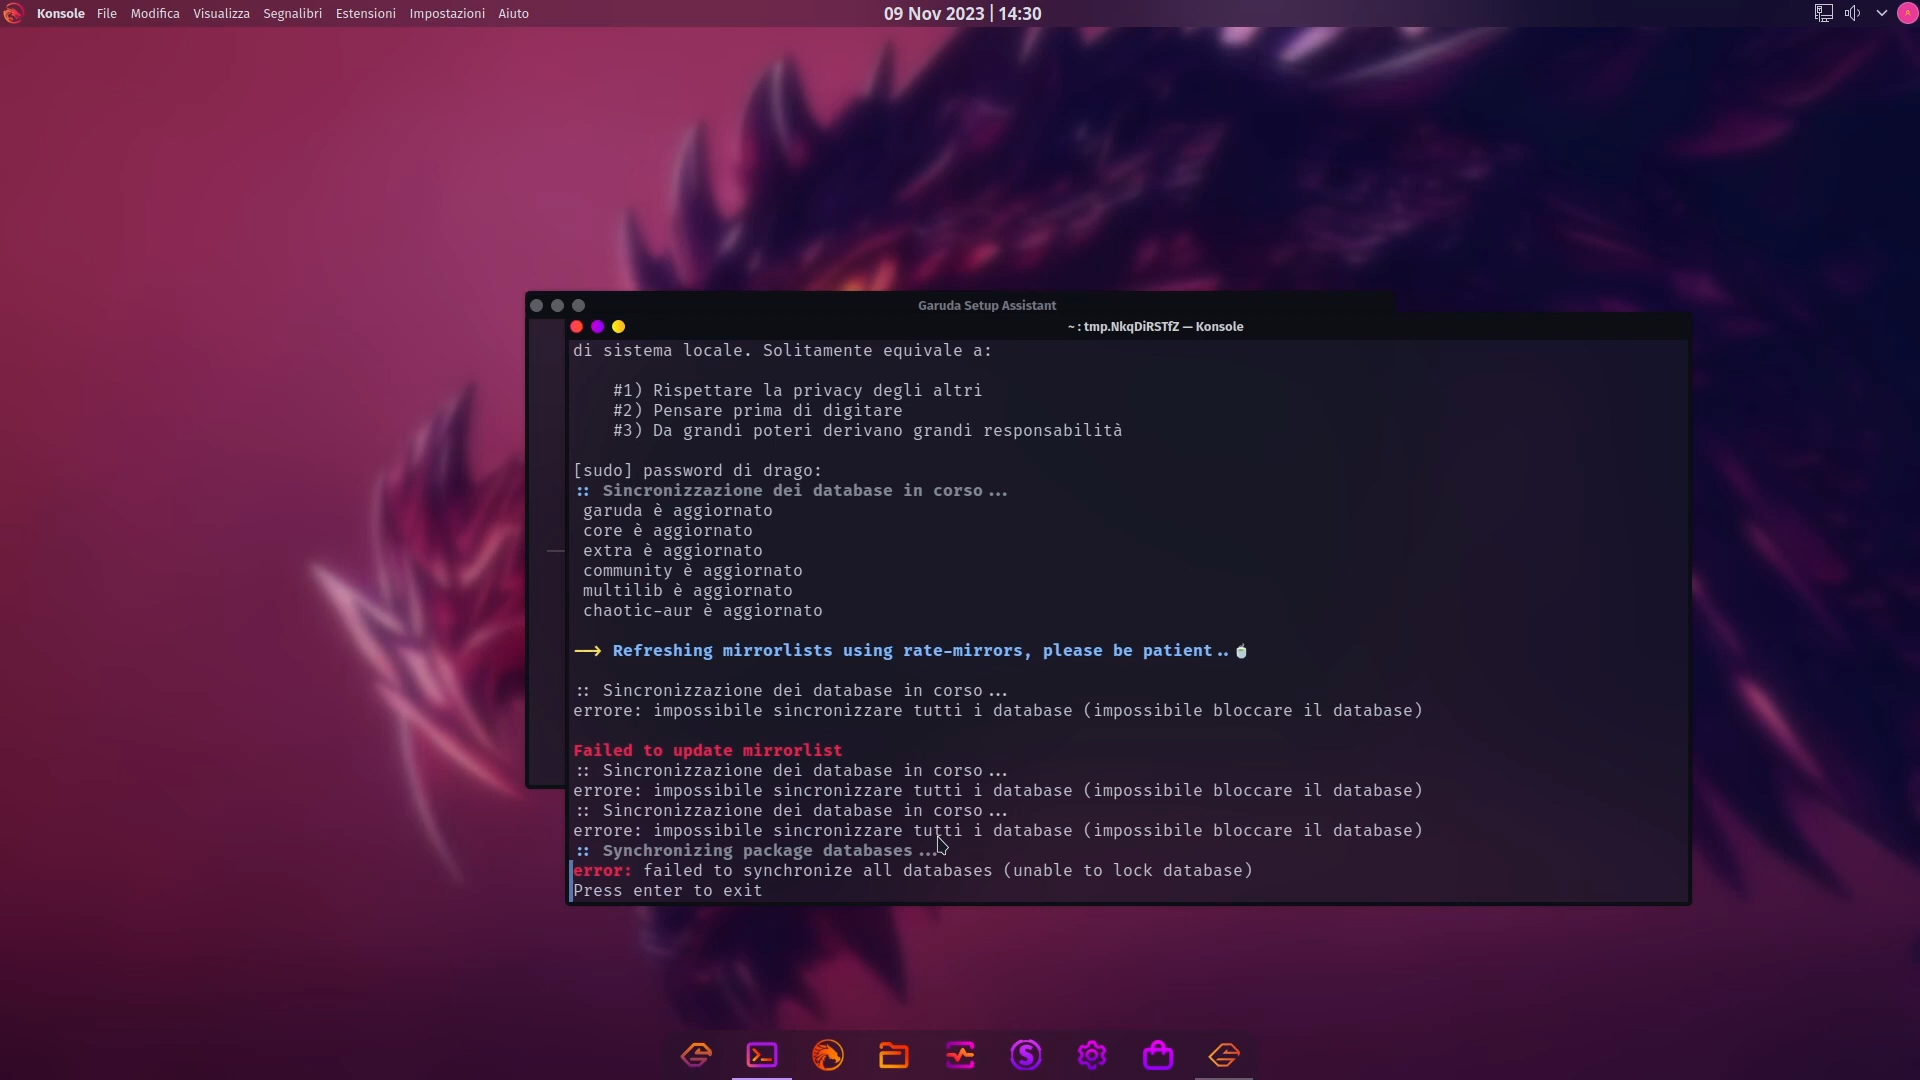 Konsole File Modifica Visualizza Segnalibri Estensioni Impostazioni Aiuto
09 Nov 2023 | 14:30
Garuda Setup Assistant
~ : tmp.NkqDiRSTfZ — Konsole
di sistema locale. Solitamente equivale a:
#1) Rispettare la privacy degli altri
#2) Pensare prima di digitare
#3) Da grandi poteri derivano grandi responsabilità
[sudo] password di drago:
:: Sincronizzazione dei database in corso...
garuda è aggiornato
core è aggiornato
extra è aggiornato
community è aggiornato
multilib è aggiornato
chaotic-aur è aggiornato
⟶ Refreshing mirrorlists using rate-mirrors, please be patient..🍵
:: Sincronizzazione dei database in corso...
errore: impossibile sincronizzare tutti i database (impossibile bloccare il database)
Failed to update mirrorlist
:: Sincronizzazione dei database in corso...
errore: impossibile sincronizzare tutti i database (impossibile bloccare il database)
:: Sincronizzazione dei database in corso...
errore: impossibile sincronizzare tutti i database (impossibile bloccare il database)
:: Synchronizing package databases...
error: failed to synchronize all databases (unable to lock database)
Press enter to exit